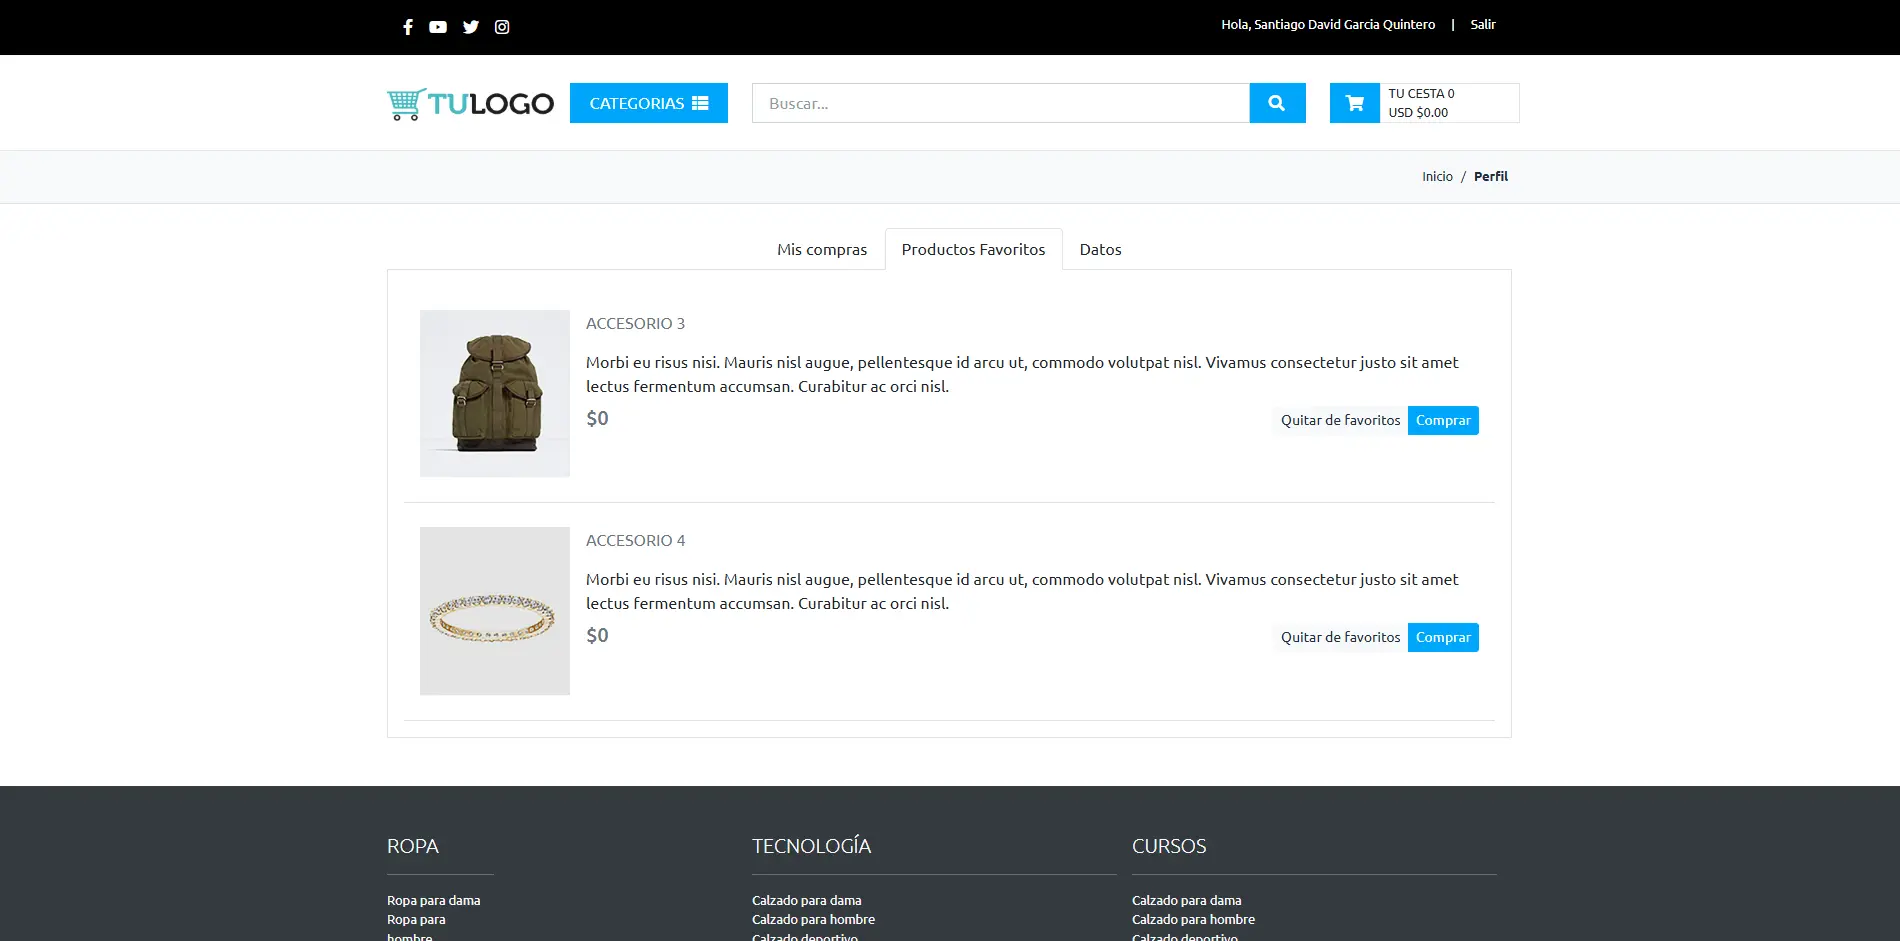 Hola, Santiago David Garcia Quintero | Salir
TULOGO
CATEGORIAS
Buscar...
TU CESTA 0
USD $0.00
Inicio / Perfil
Mis compras
Productos Favoritos
Datos
ACCESORIO 3
Morbi eu risus nisi. Mauris nisl augue, pellentesque id arcu ut, commodo volutpat nisl. Vivamus consectetur justo sit amet
lectus fermentum accumsan. Curabitur ac orci nisl.
$0
Quitar de favoritos
Comprar
ACCESORIO 4
Morbi eu risus nisi. Mauris nisl augue, pellentesque id arcu ut, commodo volutpat nisl. Vivamus consectetur justo sit amet
lectus fermentum accumsan. Curabitur ac orci nisl.
$0
Quitar de favoritos
Comprar
ROPA
Ropa para dama
Ropa para
hombre
TECNOLOGÍA
Calzado para dama
Calzado para hombre
Calzado deportivo
CURSOS
Calzado para dama
Calzado para hombre
Calzado deportivo